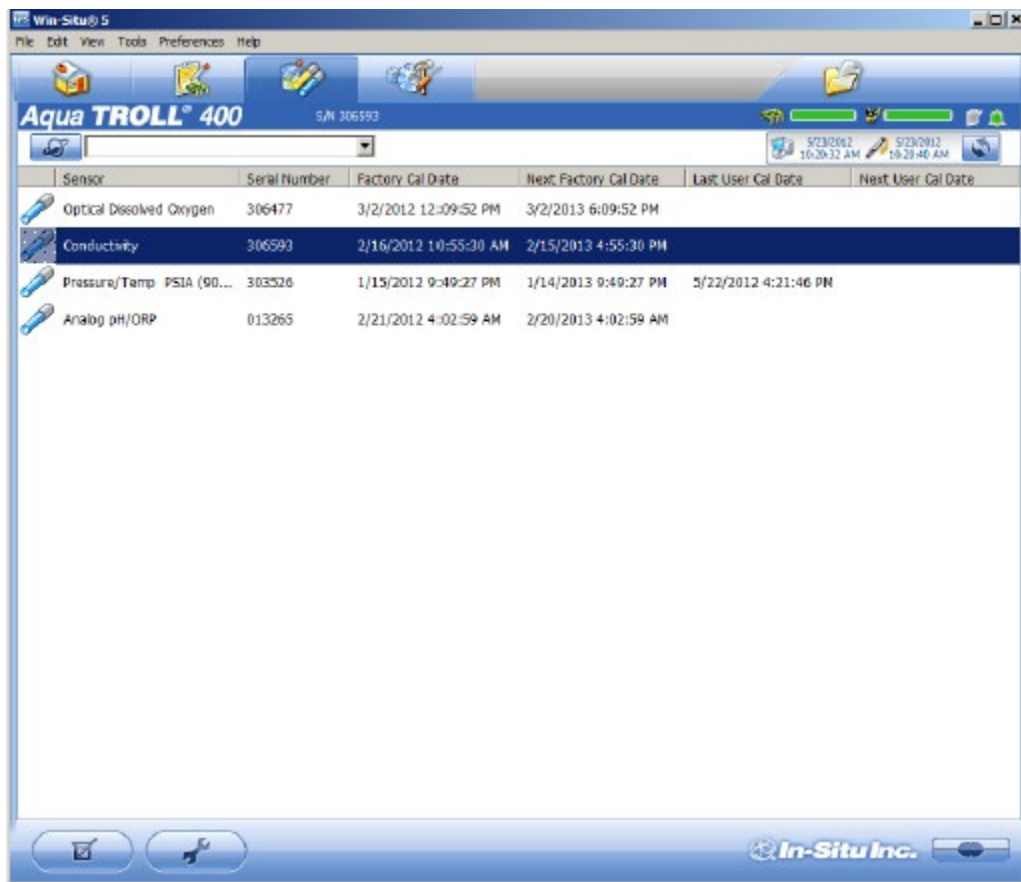 Win-Situ® 5
File Edit View Tools Preferences Help
Aqua TROLL® 400 S/N 306593
5/23/2012 10:20:32 AM 5/23/2012 10:20:40 AM
Sensor Serial Number Factory Cal Date Next Factory Cal Date Last User Cal Date Next User Cal Date
Optical Dissolved Oxygen 306477 3/2/2012 12:09:52 PM 3/2/2013 6:09:52 PM
Conductivity 306593 2/16/2012 10:55:30 AM 2/15/2013 4:55:30 PM
Pressure/Temp PSIA (90.... 303526 1/15/2012 9:49:27 PM 1/14/2013 9:49:27 PM 5/22/2012 4:21:46 PM
Analog pH/ORP 013265 2/21/2012 4:02:59 AM 2/20/2013 4:02:59 AM
In-Situ Inc.